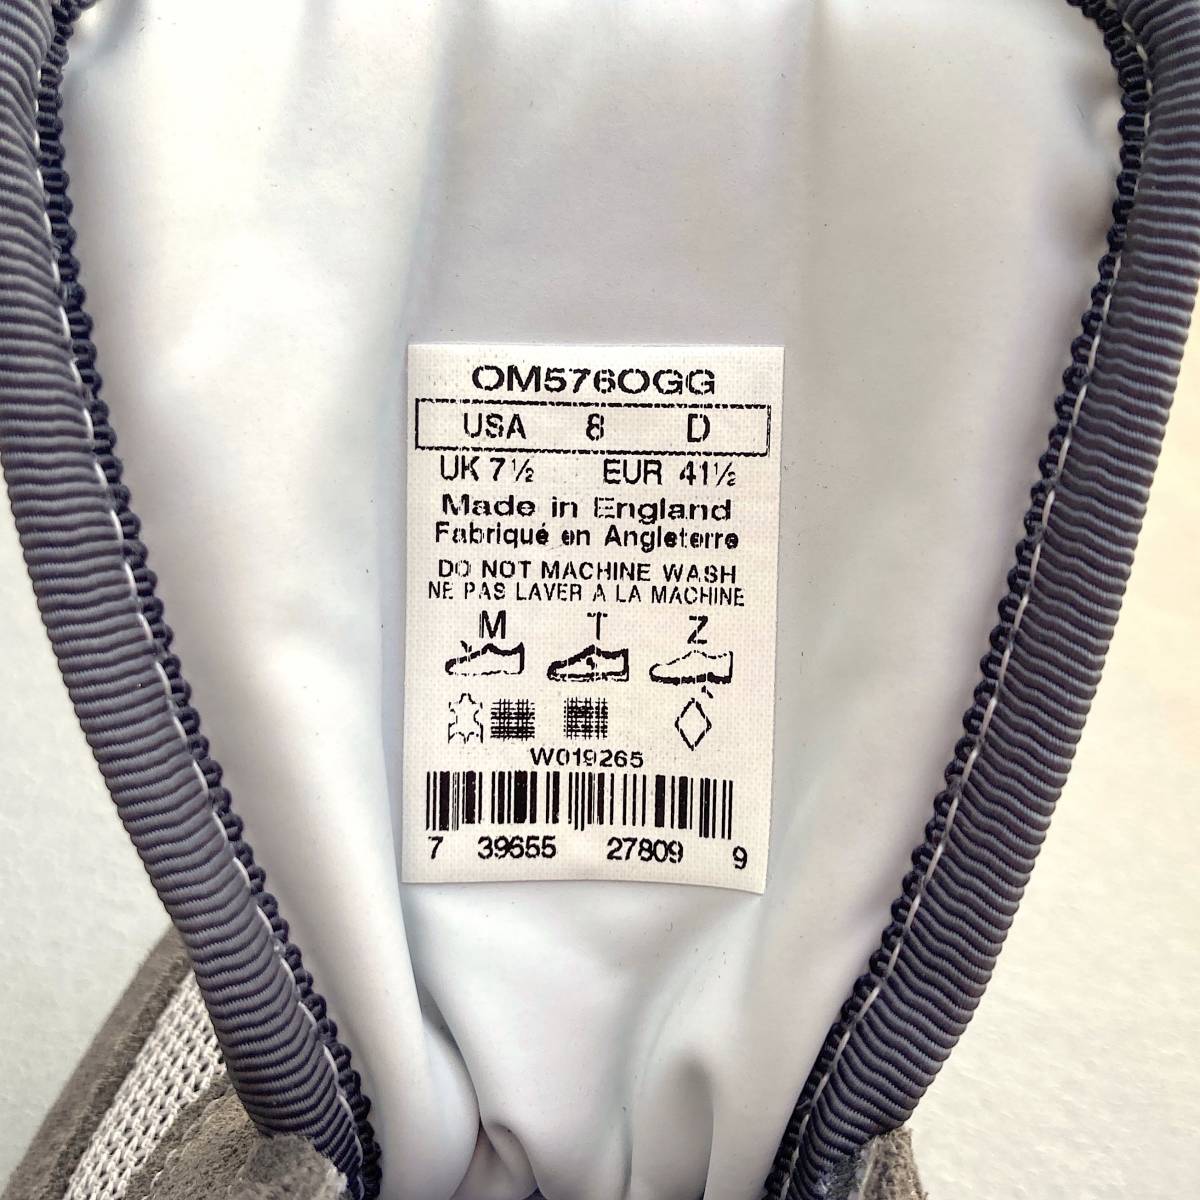 OM576OGG
USA 8 D
UK 7½ EUR 41½
Made in England
Fabriqué en Angleterre
DO NOT MACHINE WASH
NE PAS LAVER A LA MACHINE
M T Z
W019265
7 39655 27809 9